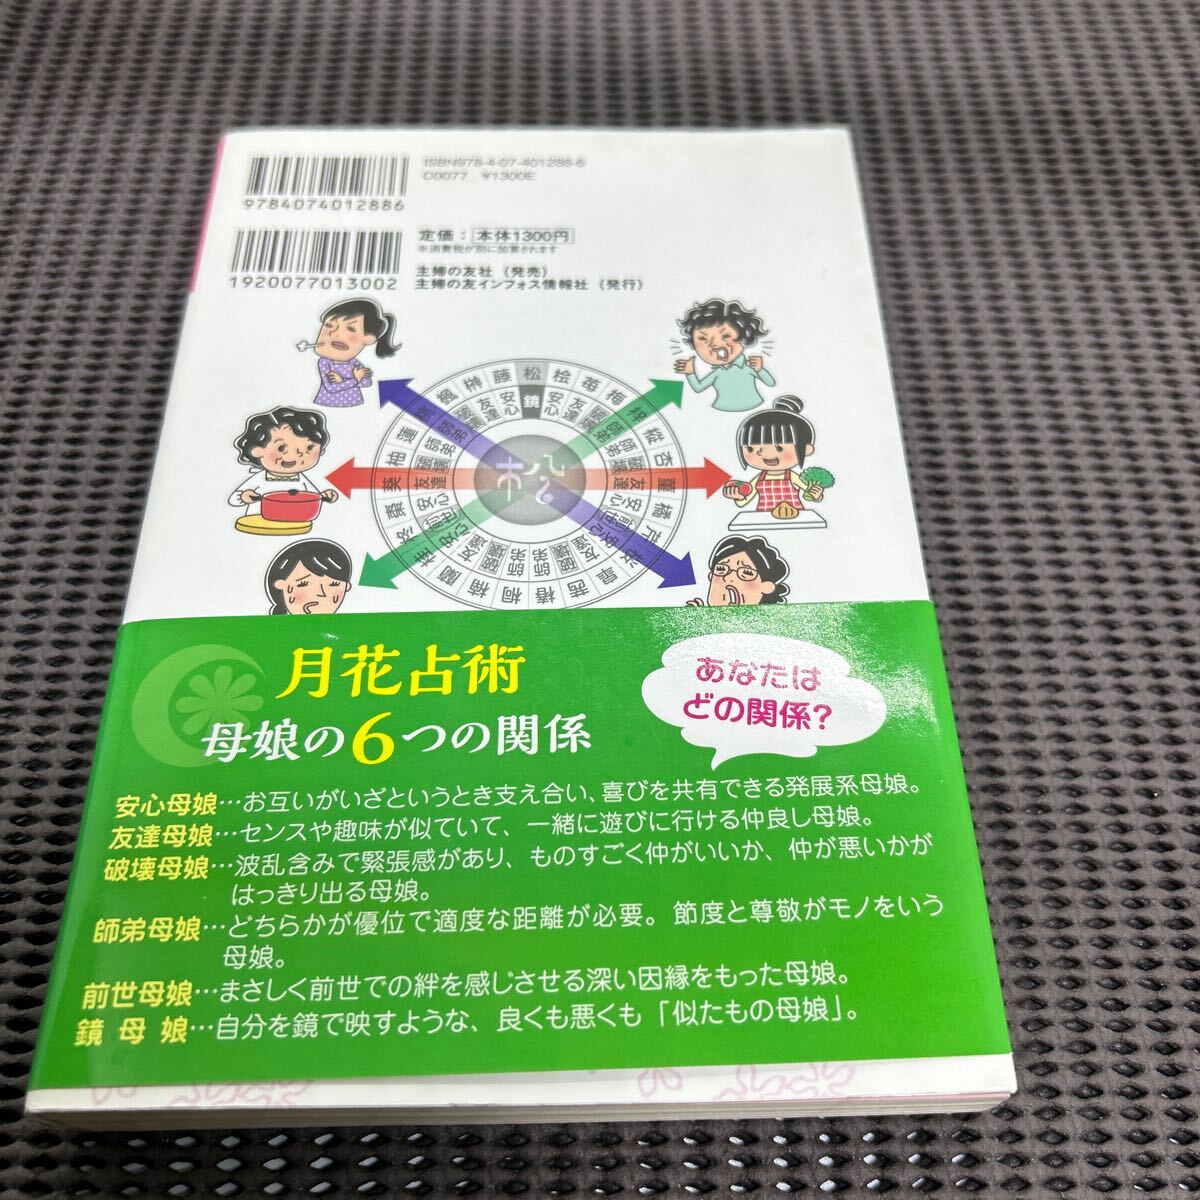 ISBN978-4-07-401288-6
C0077 ¥1300E
9784074012886
定価：本体1300円
※消費税が別に加算されます
1920077013002
主婦の友社（発売）
主婦の友インフォス情報社（発行）
松
鏡
月花占術
母娘の6つの関係
あなたは
どの関係?
安心母娘…お互いがいざというとき支え合い、喜びを共有できる発展系母娘。
友達母娘…センスや趣味が似ていて、一緒に遊びに行ける仲良し母娘。
破壊母娘…波乱含みで緊張感があり、ものすごく仲がいいか、仲が悪いかが
はっきり出る母娘。
師弟母娘…どちらかが優位で適度な距離が必要。節度と尊敬がモノをいう
母娘。
前世母娘…まさしく前世での絆を感じさせる深い因縁をもった母娘。
鏡 母 娘…自分を鏡で映すような、良くも悪くも「似たもの母娘」。